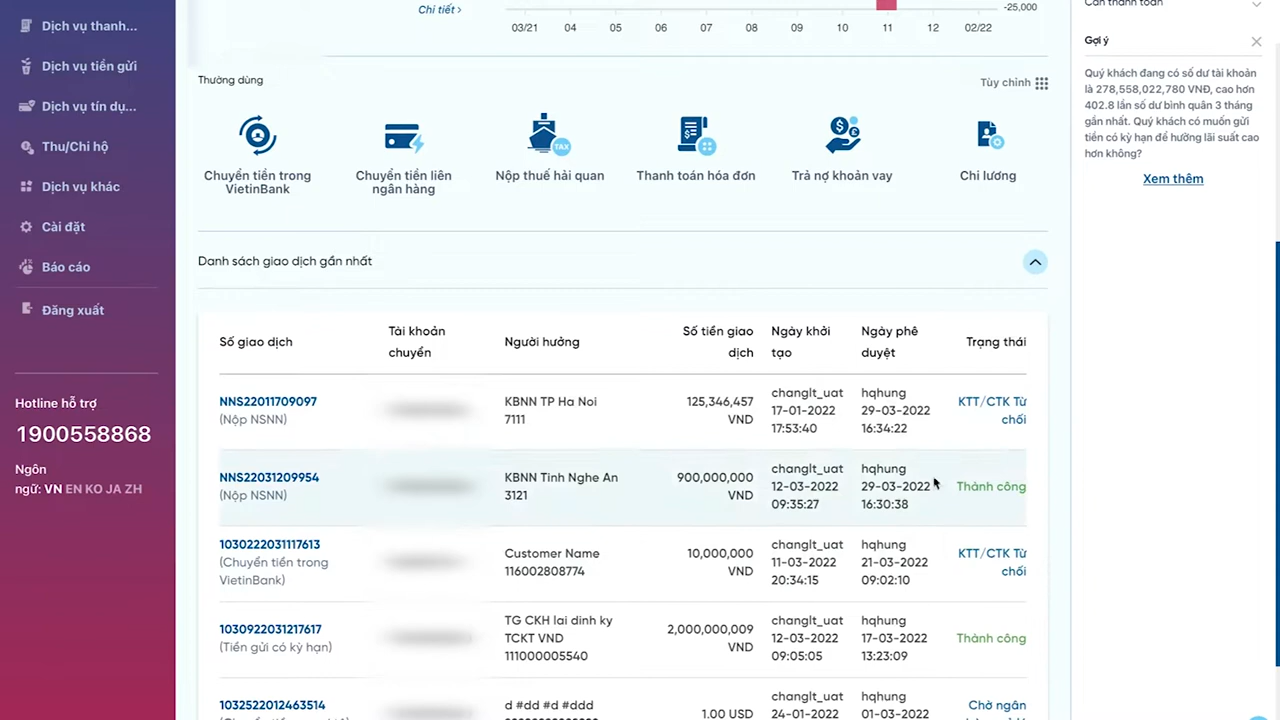 Dịch vụ thanh...
Dịch vụ tiền gửi
Dịch vụ tín dụ...
Thu/Chi hộ
Dịch vụ khác
Cài đặt
Báo cáo
Đăng xuất
Hotline hỗ trợ
1900558868
Ngôn
ngữ: VN EN KO JA ZH
Chi tiết >
-25,000
03/21 04 05 06 07 08 09 10 11 12 02/22
Thường dùng
Tùy chỉnh
TAX
Chuyển tiền trong
VietinBank
Chuyển tiền liên
ngân hàng
Nộp thuế hải quan
Thanh toán hóa đơn
Trả nợ khoản vay
Chi lương
Danh sách giao dịch gần nhất
Số giao dịch
Tài khoản
chuyển
Người hưởng
Số tiền giao
dịch
Ngày khởi
tạo
Ngày phê
duyệt
Trạng thái
NNS22011709097
(Nộp NSNN)
KBNN TP Ha Noi
7111
125,346,457
VND
changlt_uat
17-01-2022
17:53:40
hqhung
29-03-2022
16:34:22
KTT/CTK Từ
chối
NNS22031209954
(Nộp NSNN)
KBNN Tinh Nghe An
3121
900,000,000
VND
changlt_uat
12-03-2022
09:35:27
hqhung
29-03-2022
16:30:38
Thành công
1030222031117613
(Chuyển tiền trong
VietinBank)
Customer Name
116002808774
10,000,000
VND
changlt_uat
11-03-2022
20:34:15
hqhung
21-03-2022
09:02:10
KTT/CTK Từ
chối
1030922031217617
(Tiền gửi có kỳ hạn)
TG CKH lai dinh ky
TCKT VND
111000005540
2,000,000,009
VND
changlt_uat
12-03-2022
09:05:05
hqhung
17-03-2022
13:23:09
Thành công
1032522012463514
d #dd #d #ddd
1.00 USD
changlt_uat
24-01-2022
hqhung
01-03-2022
Chờ ngân
Cần thanh toán
Gợi ý
Quý khách đang có số dư tài khoản
là 278,558,022,780 VNĐ, cao hơn
402.8 lần số dư bình quân 3 tháng
gần nhất. Quý khách có muốn gửi
tiền có kỳ hạn để hưởng lãi suất cao
hơn không?
Xem thêm